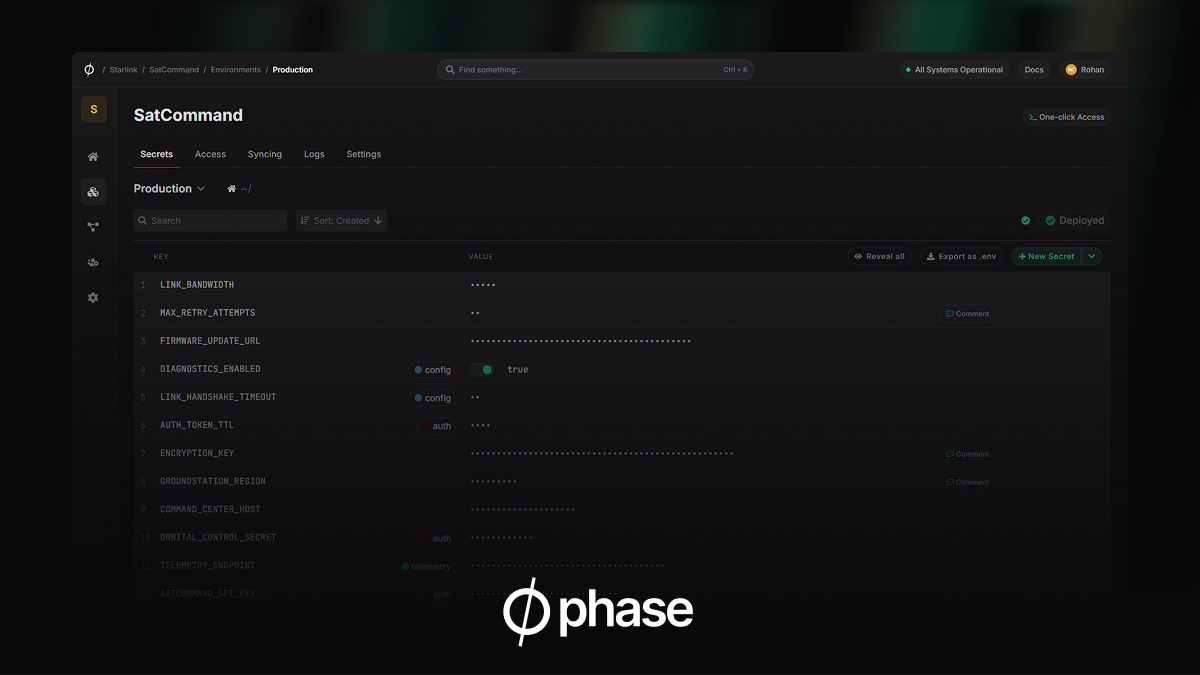 / Starlink / SatCommand / Environments / Production
Find something... Ctrl + K
All Systems Operational
Docs
Rohan
S
SatCommand
>_ One-click Access
Secrets Access Syncing Logs Settings
Production ~/
Search
Sort: Created
Deployed
KEY VALUE
Reveal all
Export as .env
+ New Secret
1 LINK_BANDWIDTH •••••
2 MAX_RETRY_ATTEMPTS •• Comment
3 FIRMWARE_UPDATE_URL
4 DIAGNOSTICS_ENABLED config true
5 LINK_HANDSHAKE_TIMEOUT config ••
6 AUTH_TOKEN_TTL auth ••••
7 ENCRYPTION_KEY Comment
8 GROUNDSTATION_REGION Comment
9 COMMAND_CENTER_HOST
10 ORBITAL_CONTROL_SECRET auth
11 TELEMETRY_ENDPOINT telemetry
12 SATCOMMAND_API_KEY auth
phase